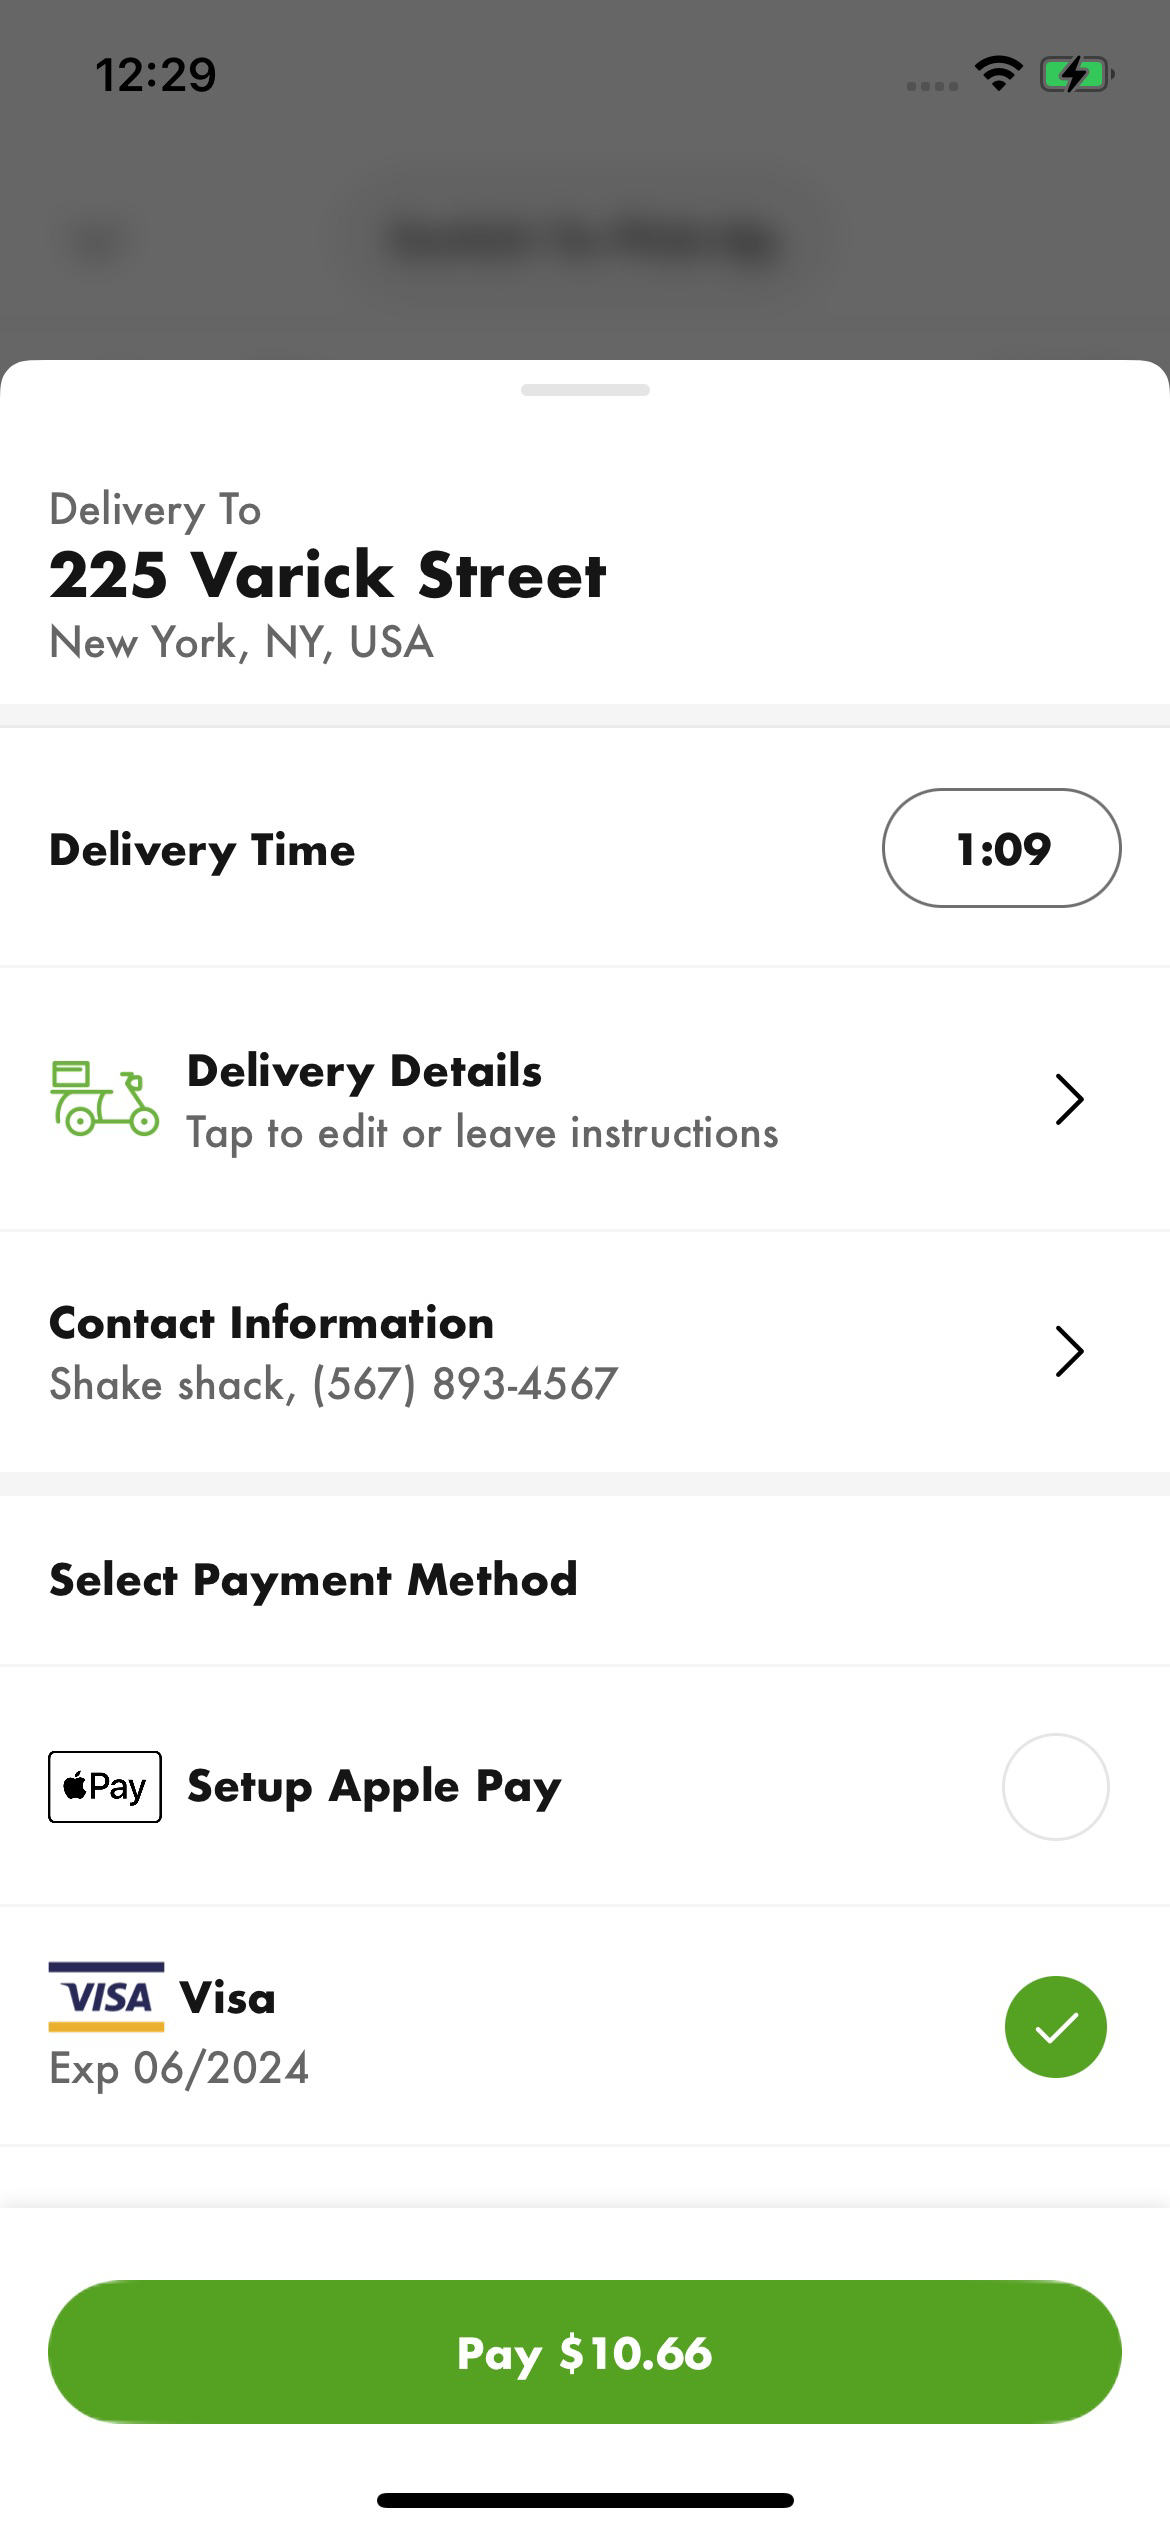 12:29
Delivery To
225 Varick Street
New York, NY, USA
Delivery Time
1:09
Delivery Details
Tap to edit or leave instructions
Contact Information
Shake shack, (567) 893-4567
Select Payment Method
Pay
Setup Apple Pay
VISA
Visa
Exp 06/2024
Pay $10.66